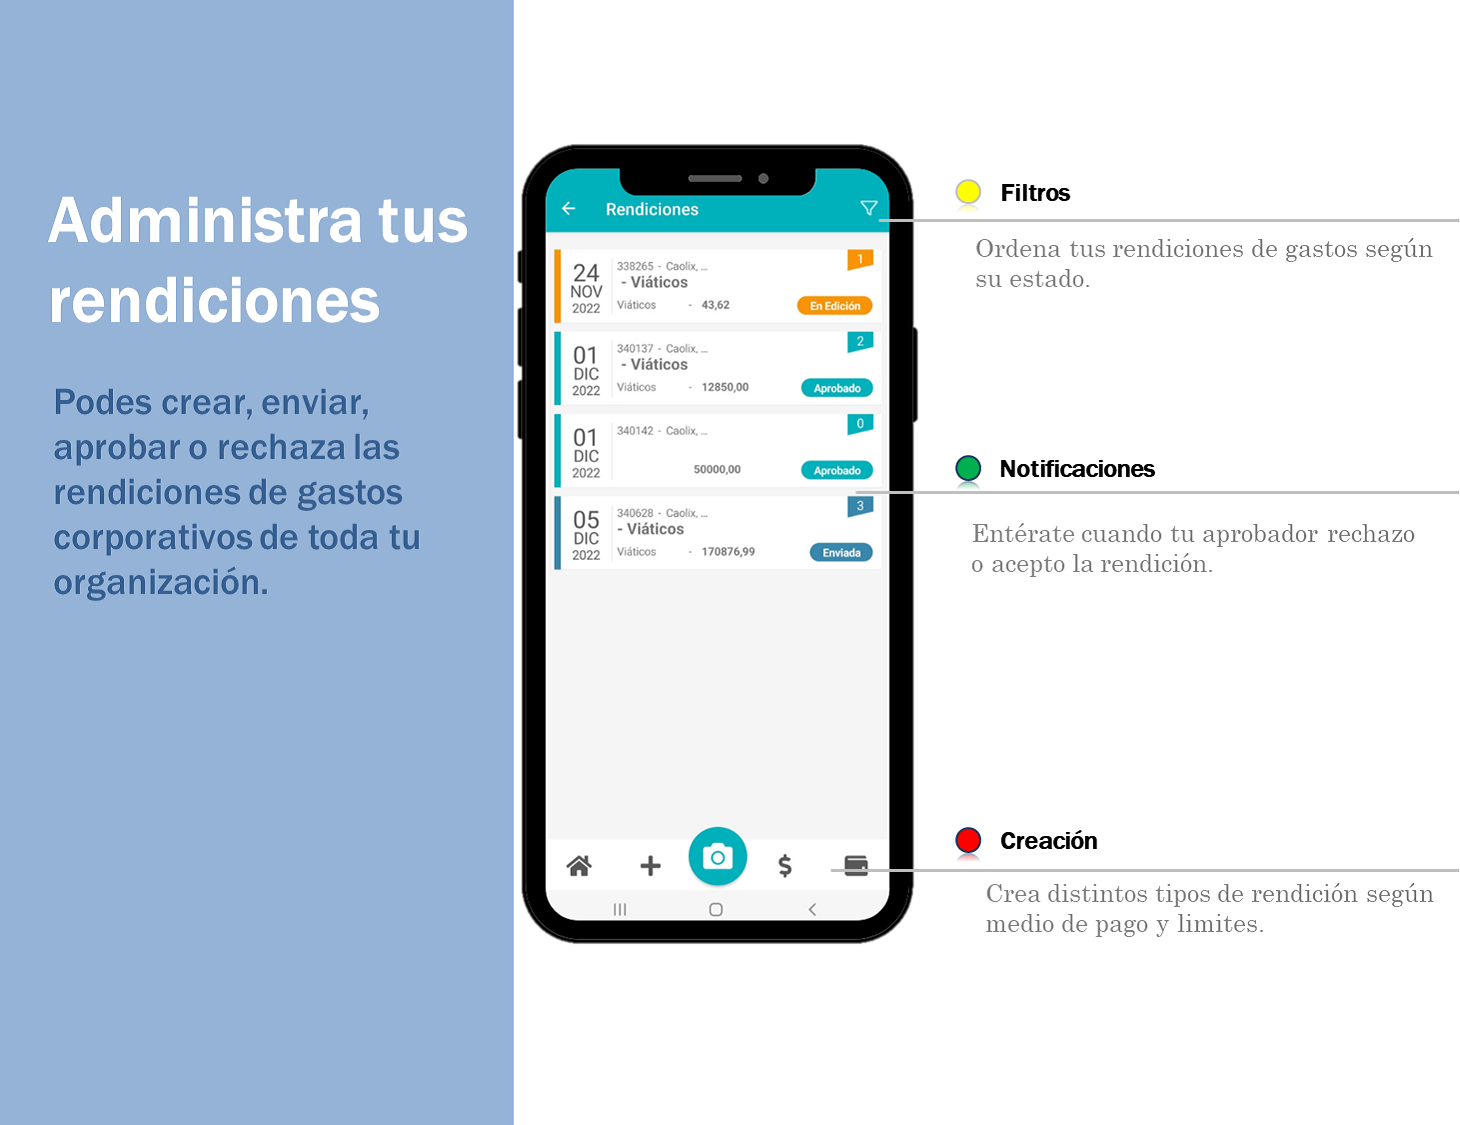 Administra tus
rendiciones
Podes crear, enviar,
aprobar o rechaza las
rendiciones de gastos
corporativos de toda tu
organización.
Rendiciones
24
NOV
2022
338265 - Caolix, ...
- Viáticos
Viáticos - 43,62
1
En Edición
01
DIC
2022
340137 - Caolix, ...
- Viáticos
Viáticos - 12850,00
2
Aprobado
01
DIC
2022
340142 - Caolix, ...
50000,00
0
Aprobado
05
DIC
2022
340628 - Caolix, ...
- Viáticos
Viáticos - 170876,99
3
Enviada
Filtros
Ordena tus rendiciones de gastos según
su estado.
Notificaciones
Entérate cuando tu aprobador rechazo
o acepto la rendición.
Creación
Crea distintos tipos de rendición según
medio de pago y limites.